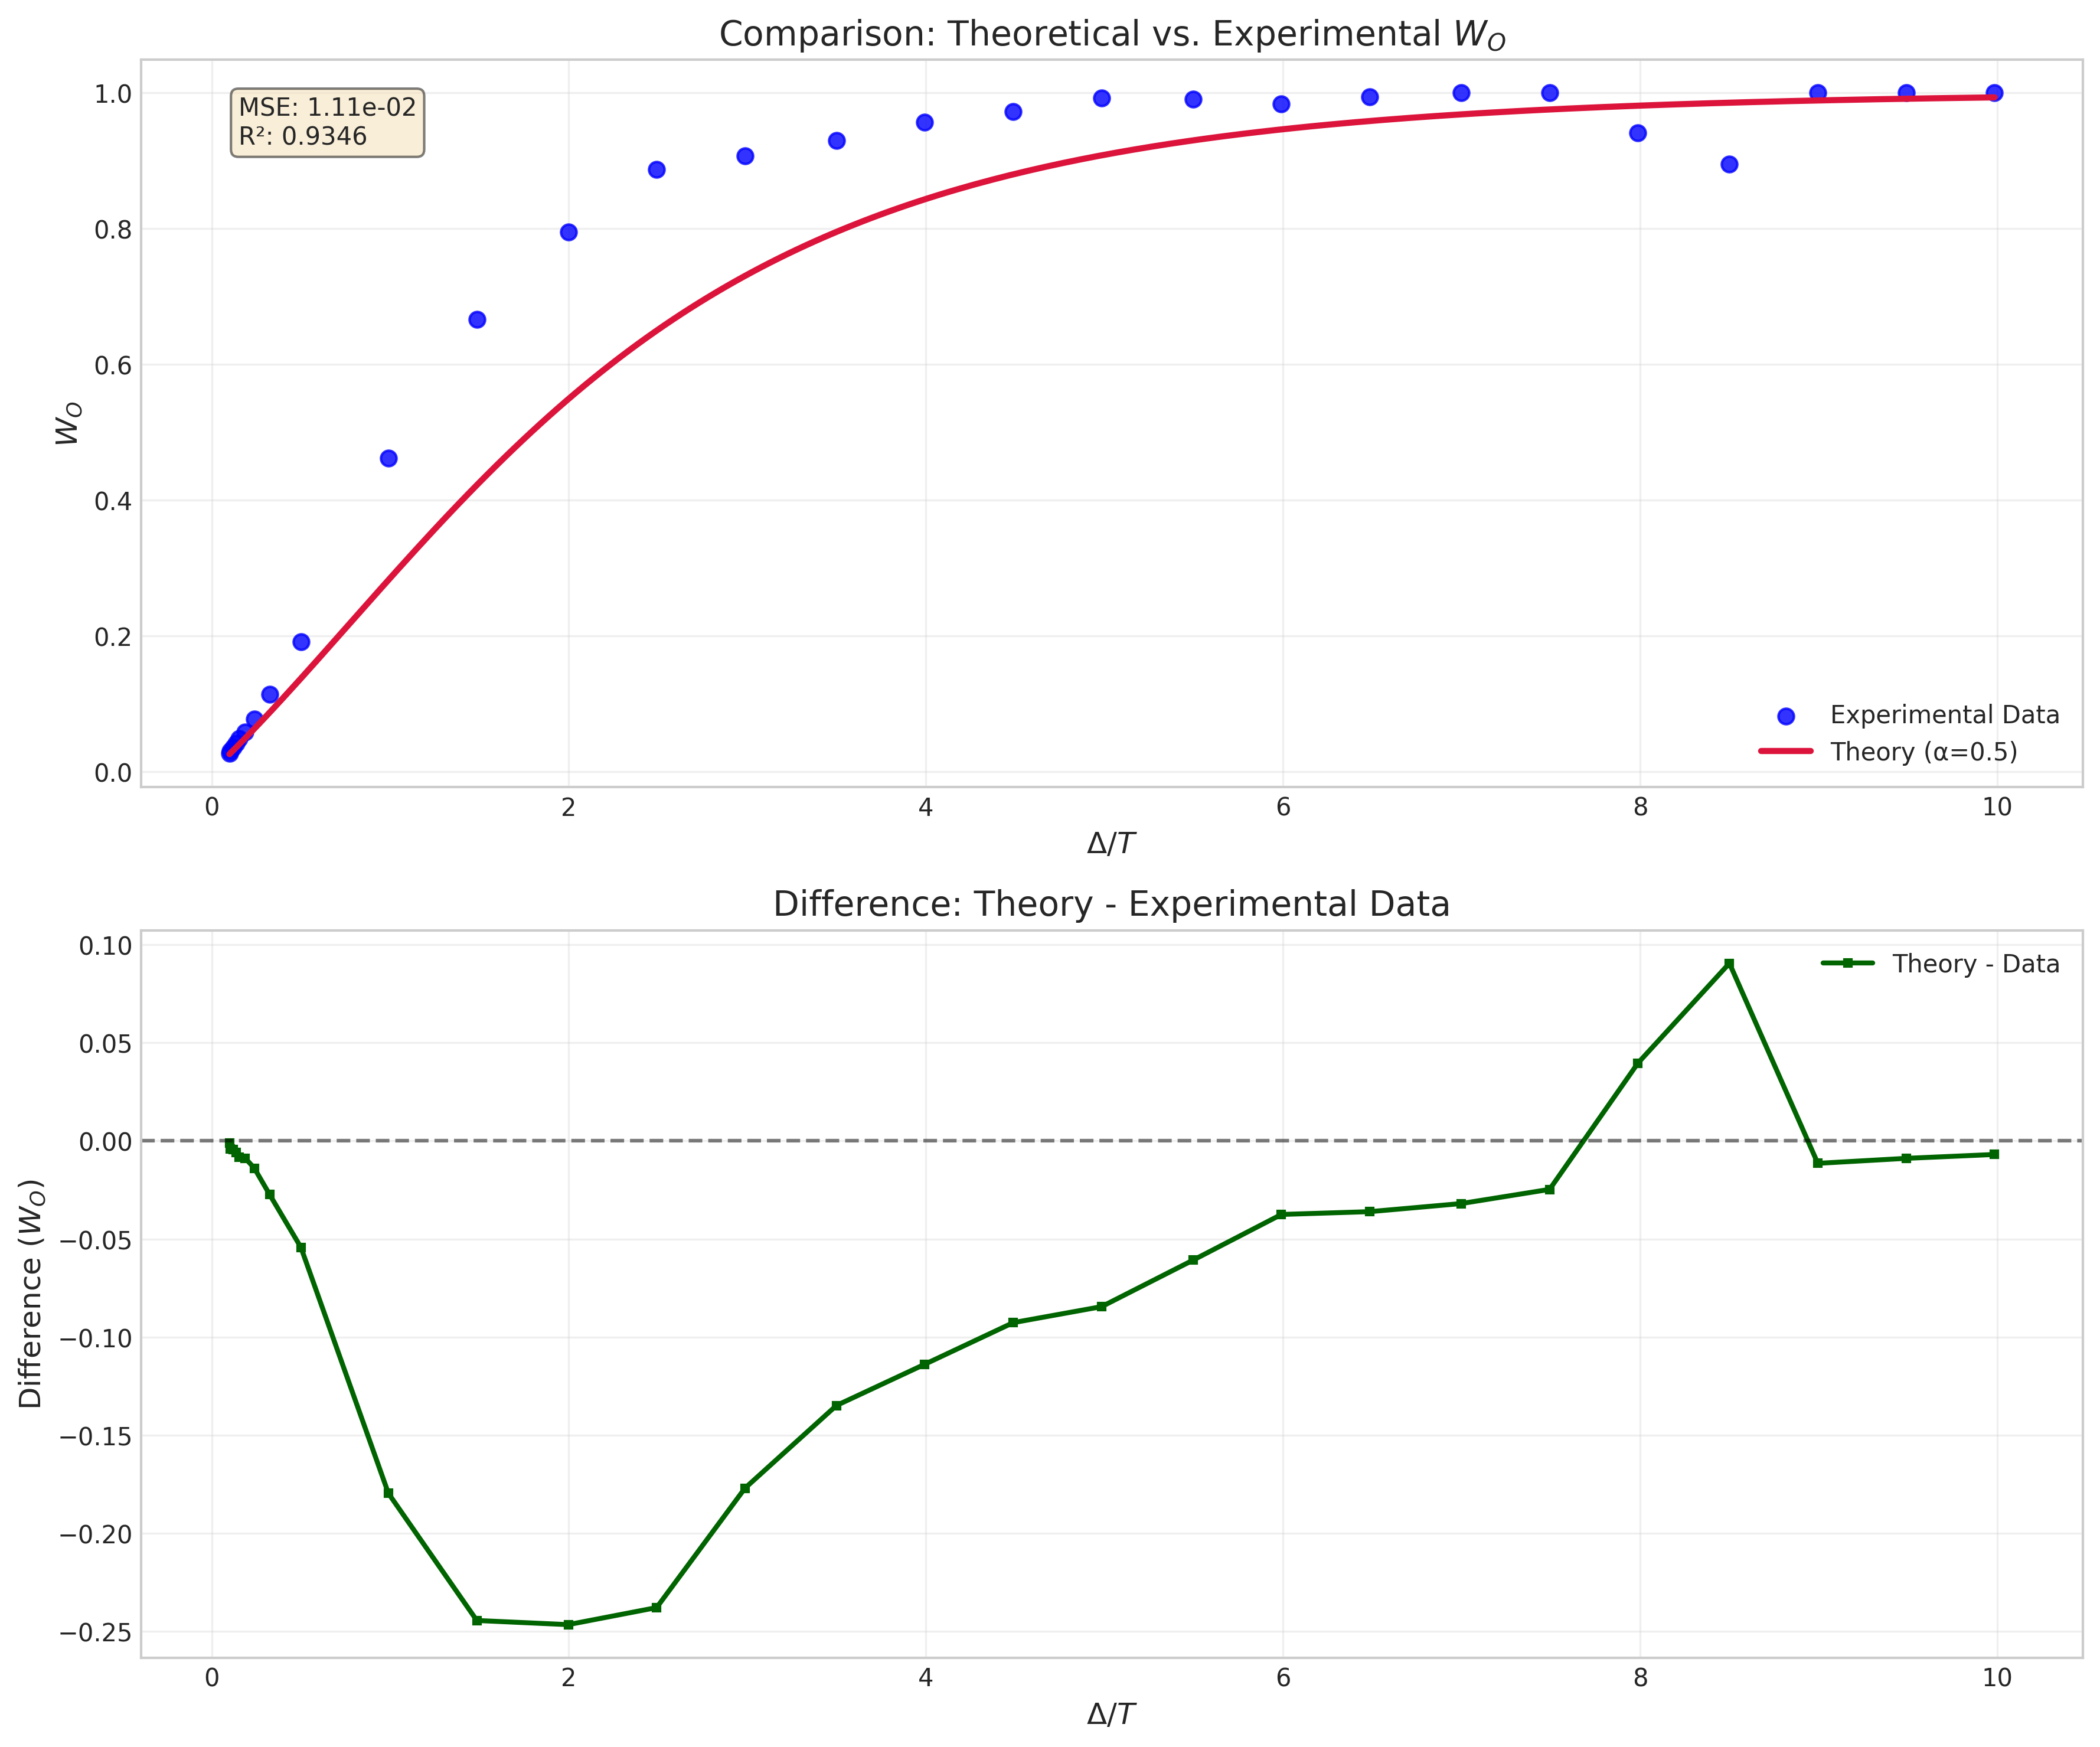 Comparison: Theoretical vs. Experimental W_O
MSE: 1.11e-02
R²: 0.9346
1.0
0.8
0.6
0.4
0.2
0.0
W_O
Experimental Data
Theory (α=0.5)
0 2 4 6 8 10
Δ/T
Difference: Theory - Experimental Data
Theory - Data
0.10
0.05
0.00
−0.05
−0.10
−0.15
−0.20
−0.25
Difference (W_O)
0 2 4 6 8 10
Δ/T